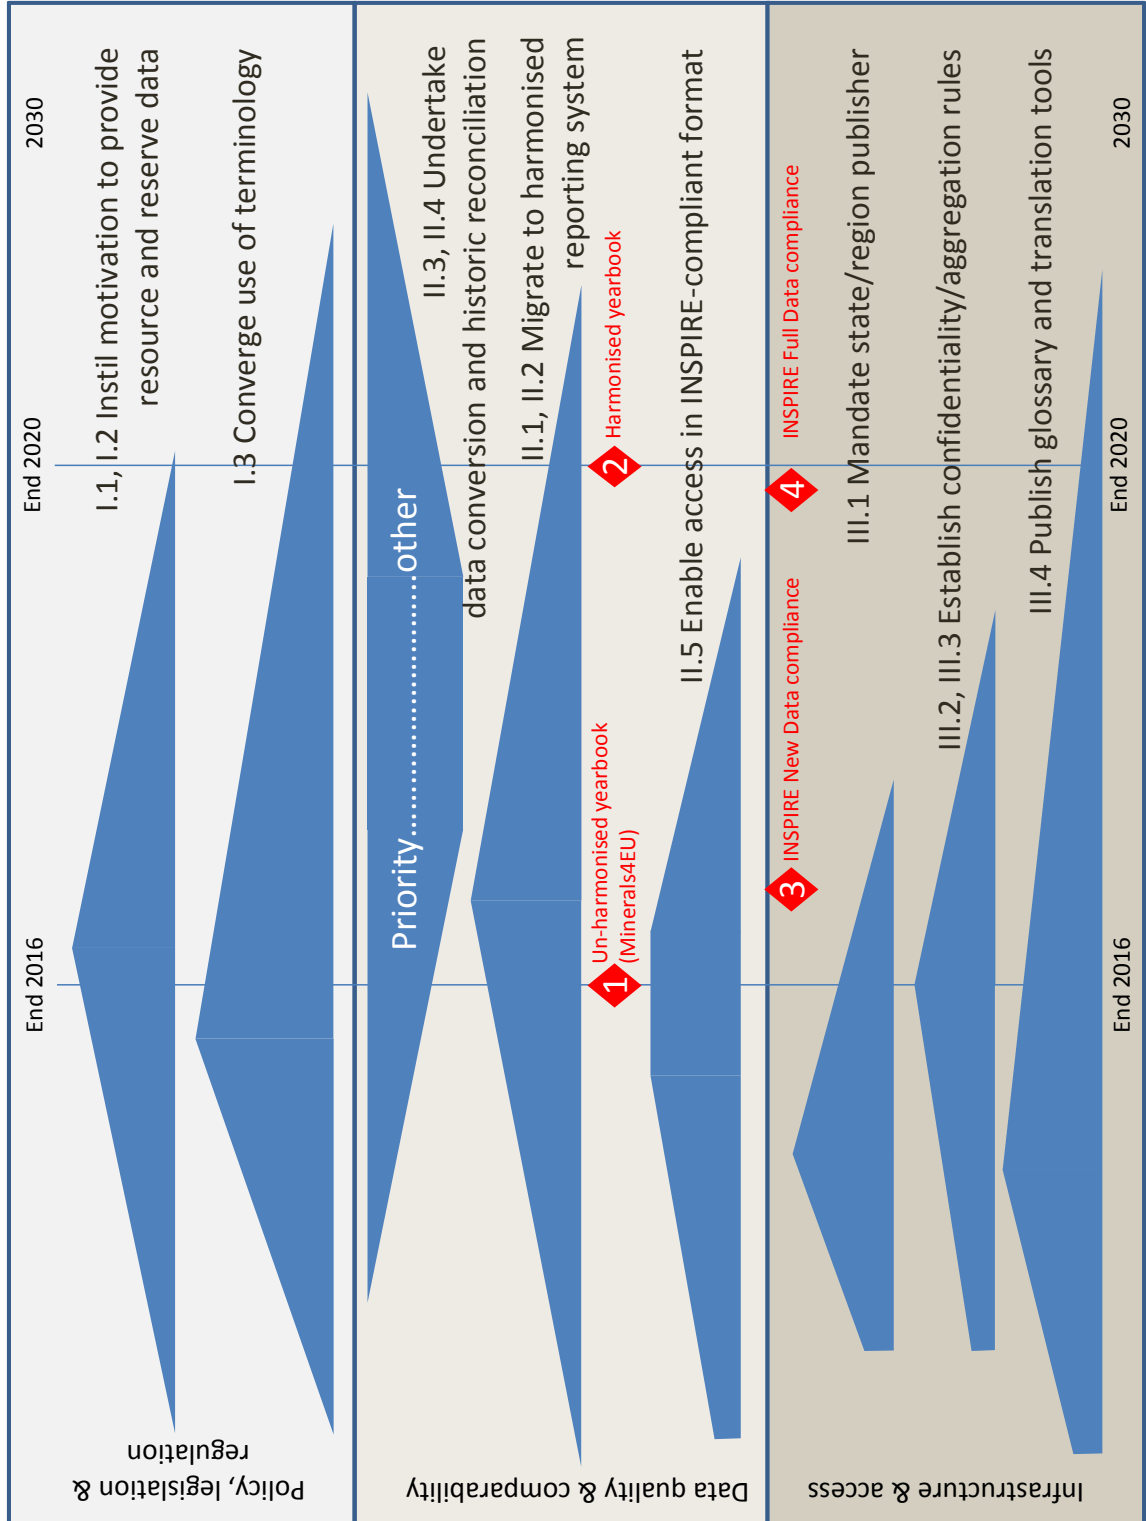 End 2016
End 2020
2030
Policy, legislation &
regulation
I.1, I.2 Instil motivation to provide
resource and reserve data
I.3 Converge use of terminology
Data quality & comparability
Priority..............................other
II.3, II.4 Undertake
data conversion and historic reconciliation
II.1, II.2 Migrate to harmonised
reporting system
1
Un-harmonised yearbook
(Minerals4EU)
2
Harmonised yearbook
II.5 Enable access in INSPIRE-compliant format
Infrastructure & access
3
INSPIRE New Data compliance
4
INSPIRE Full Data compliance
III.1 Mandate state/region publisher
III.2, III.3 Establish confidentiality/aggregation rules
III.4 Publish glossary and translation tools
End 2016
End 2020
2030